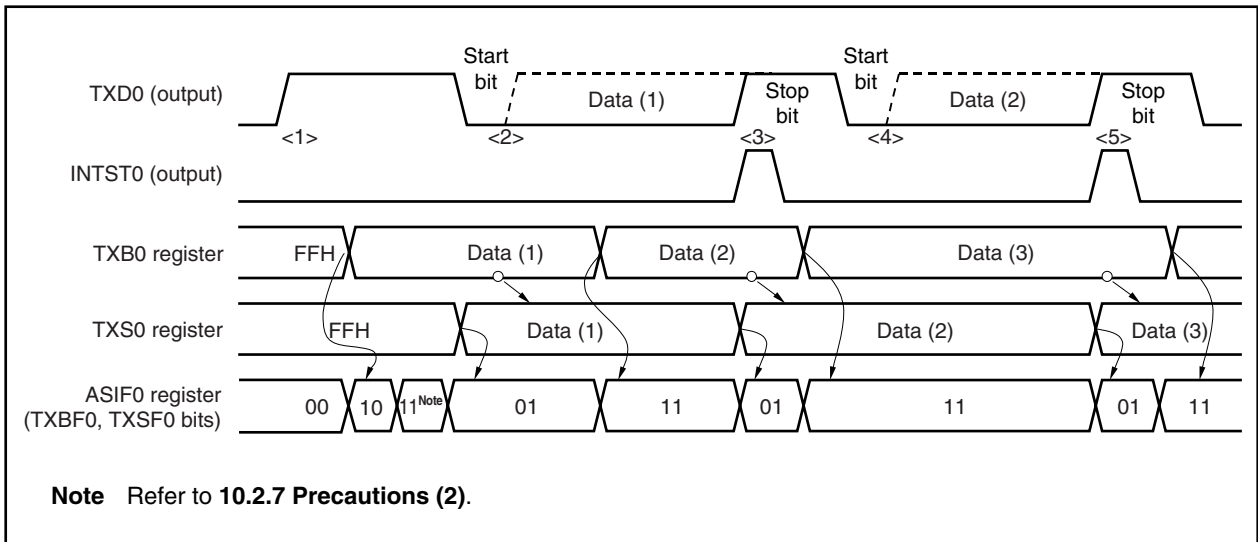 Start bit
Start bit
TXD0 (output)
Data (1)
Stop bit
Data (2)
Stop bit
<1>
<2>
<3>
<4>
<5>
INTST0 (output)
TXB0 register
FFH
Data (1)
Data (2)
Data (3)
TXS0 register
FFH
Data (1)
Data (2)
Data (3)
ASIF0 register
(TXBF0, TXSF0 bits)
00
10
11Note
01
11
01
11
01
11
Note Refer to 10.2.7 Precautions (2).